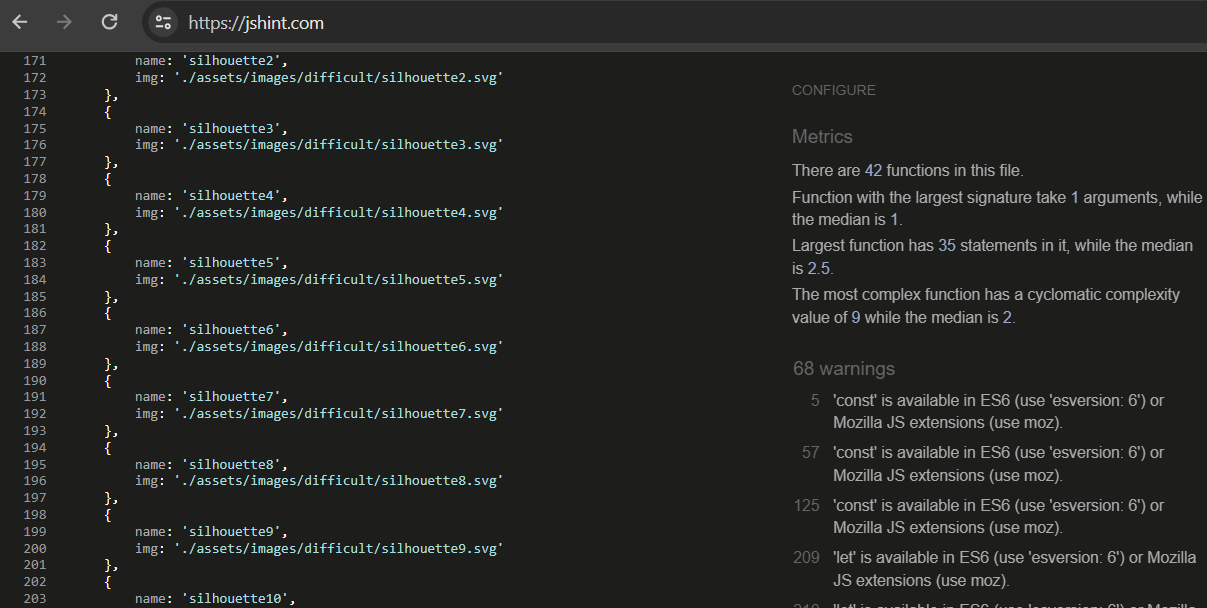 https://jshint.com
171 name: 'silhouette2',
172 img: './assets/images/difficult/silhouette2.svg'
173 },
174 {
175 name: 'silhouette3',
176 img: './assets/images/difficult/silhouette3.svg'
177 },
178 {
179 name: 'silhouette4',
180 img: './assets/images/difficult/silhouette4.svg'
181 },
182 {
183 name: 'silhouette5',
184 img: './assets/images/difficult/silhouette5.svg'
185 },
186 {
187 name: 'silhouette6',
188 img: './assets/images/difficult/silhouette6.svg'
189 },
190 {
191 name: 'silhouette7',
192 img: './assets/images/difficult/silhouette7.svg'
193 },
194 {
195 name: 'silhouette8',
196 img: './assets/images/difficult/silhouette8.svg'
197 },
198 {
199 name: 'silhouette9',
200 img: './assets/images/difficult/silhouette9.svg'
201 },
202 {
203 name: 'silhouette10',
CONFIGURE
Metrics
There are 42 functions in this file.
Function with the largest signature take 1 arguments, while
the median is 1.
Largest function has 35 statements in it, while the median
is 2.5.
The most complex function has a cyclomatic complexity
value of 9 while the median is 2.
68 warnings
5 'const' is available in ES6 (use 'esversion: 6') or
Mozilla JS extensions (use moz).
57 'const' is available in ES6 (use 'esversion: 6') or
Mozilla JS extensions (use moz).
125 'const' is available in ES6 (use 'esversion: 6') or
Mozilla JS extensions (use moz).
209 'let' is available in ES6 (use 'esversion: 6') or Mozilla
JS extensions (use moz).
'let' is available in ES6 (use 'esversion: 6') or Mozilla